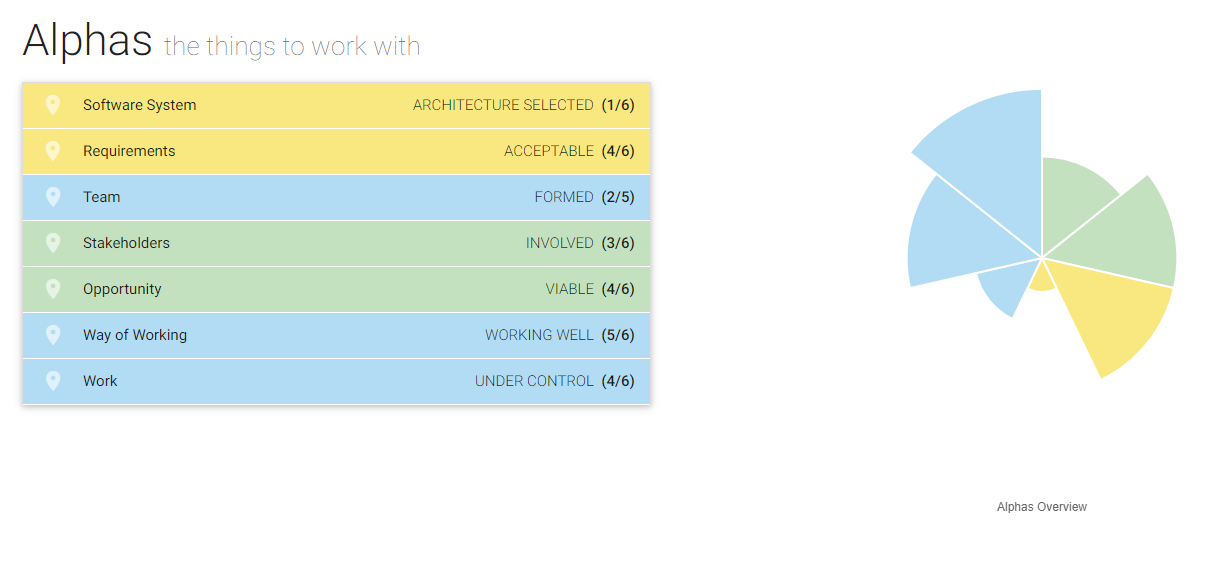 Alphas the things to work with
Software System ARCHITECTURE SELECTED (1/6)
Requirements ACCEPTABLE (4/6)
Team FORMED (2/5)
Stakeholders INVOLVED (3/6)
Opportunity VIABLE (4/6)
Way of Working WORKING WELL (5/6)
Work UNDER CONTROL (4/6)
Alphas Overview